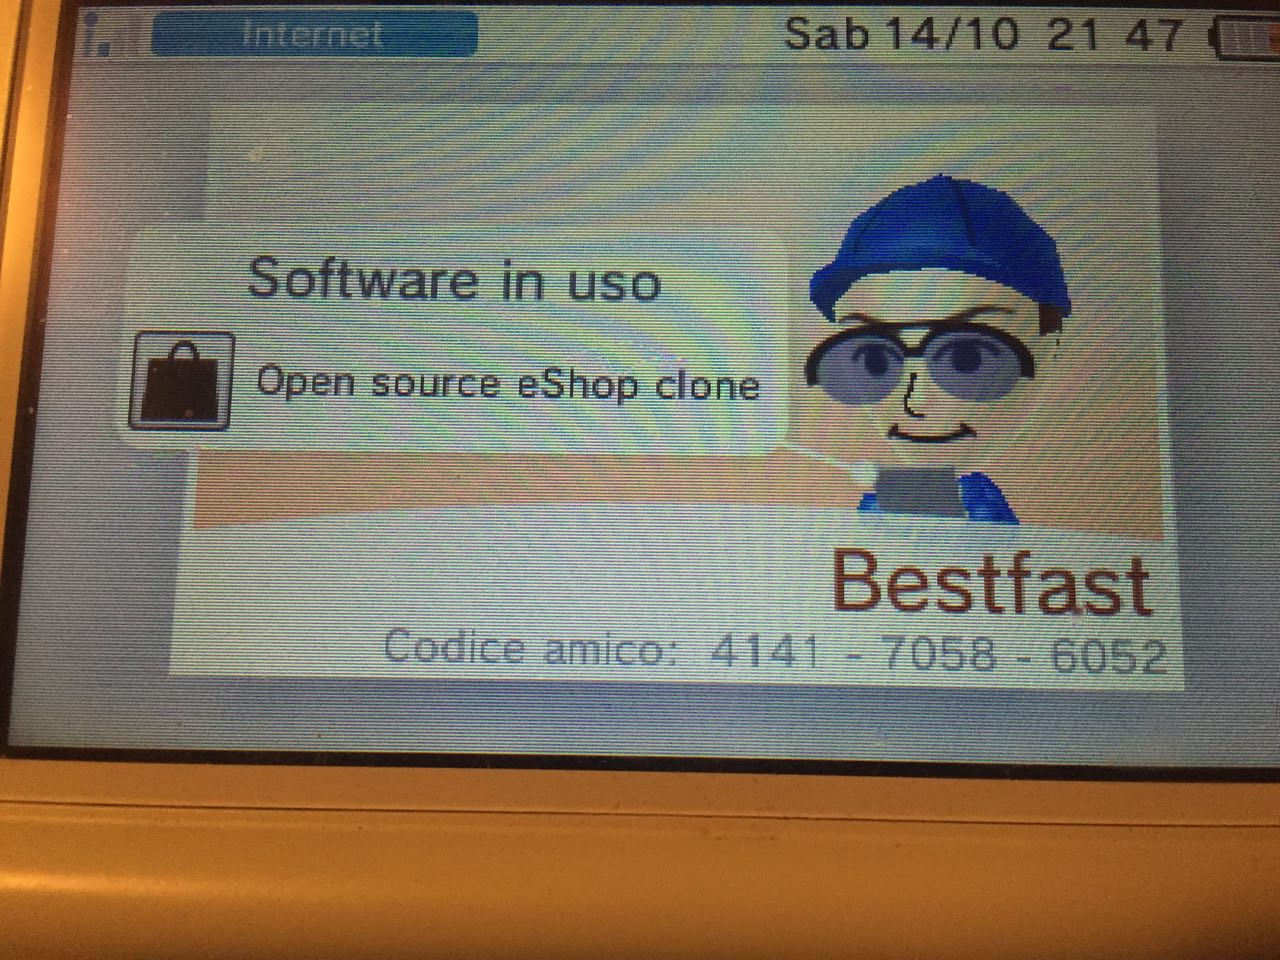 Internet
Sab 14/10 21 47
Software in uso
Open source eShop clone
Bestfast
Codice amico: 4141 - 7058 - 6052